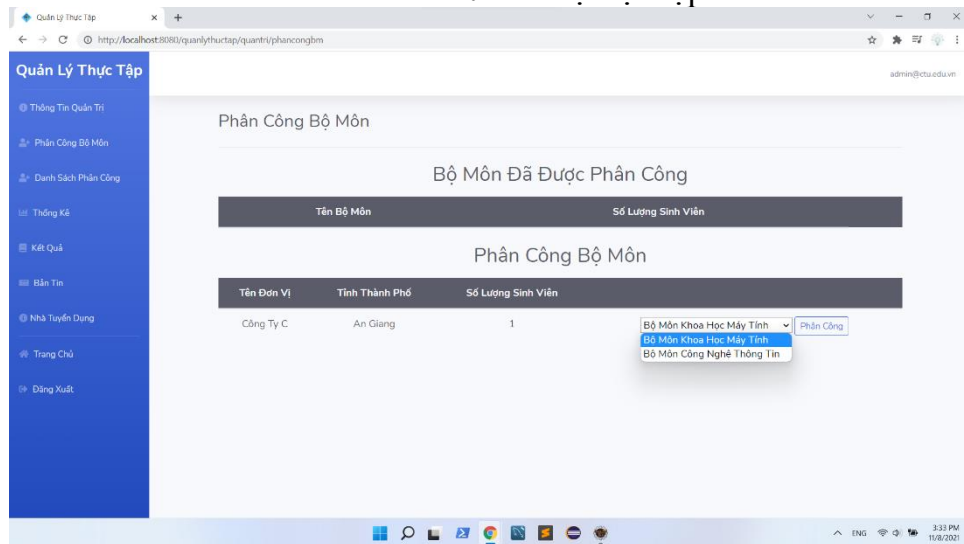 Quản Lý Thực Tập
http://localhost:8080/quanlythuctap/quantri/phancongbm
Quản Lý Thực Tập
admin@ctu.edu.vn
Thông Tin Quản Trị
Phân Công Bộ Môn
Danh Sách Phân Công
Thống Kê
Kết Quả
Bản Tin
Nhà Tuyển Dụng
Trang Chủ
Đăng Xuất
Phân Công Bộ Môn
Bộ Môn Đã Được Phân Công
Tên Bộ Môn Số Lượng Sinh Viên
Phân Công Bộ Môn
Tên Đơn Vị Tỉnh Thành Phố Số Lượng Sinh Viên
Công Ty C An Giang 1 Bộ Môn Khoa Học Máy Tính Phân Công
Bộ Môn Khoa Học Máy Tính
Bộ Môn Công Nghệ Thông Tin
ENG 3:33 PM
11/8/2021